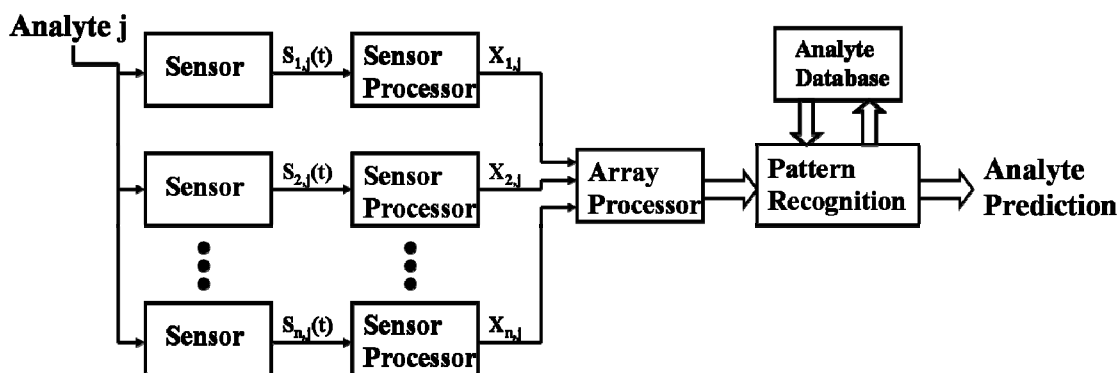 Analyte j
Sensor
S1,j(t)
Sensor
Processor
X1,j
Sensor
S2,j(t)
Sensor
Processor
X2,j
Sensor
Sn,j(t)
Sensor
Processor
Xn,j
Array
Processor
Analyte
Database
Pattern
Recognition
Analyte
Prediction